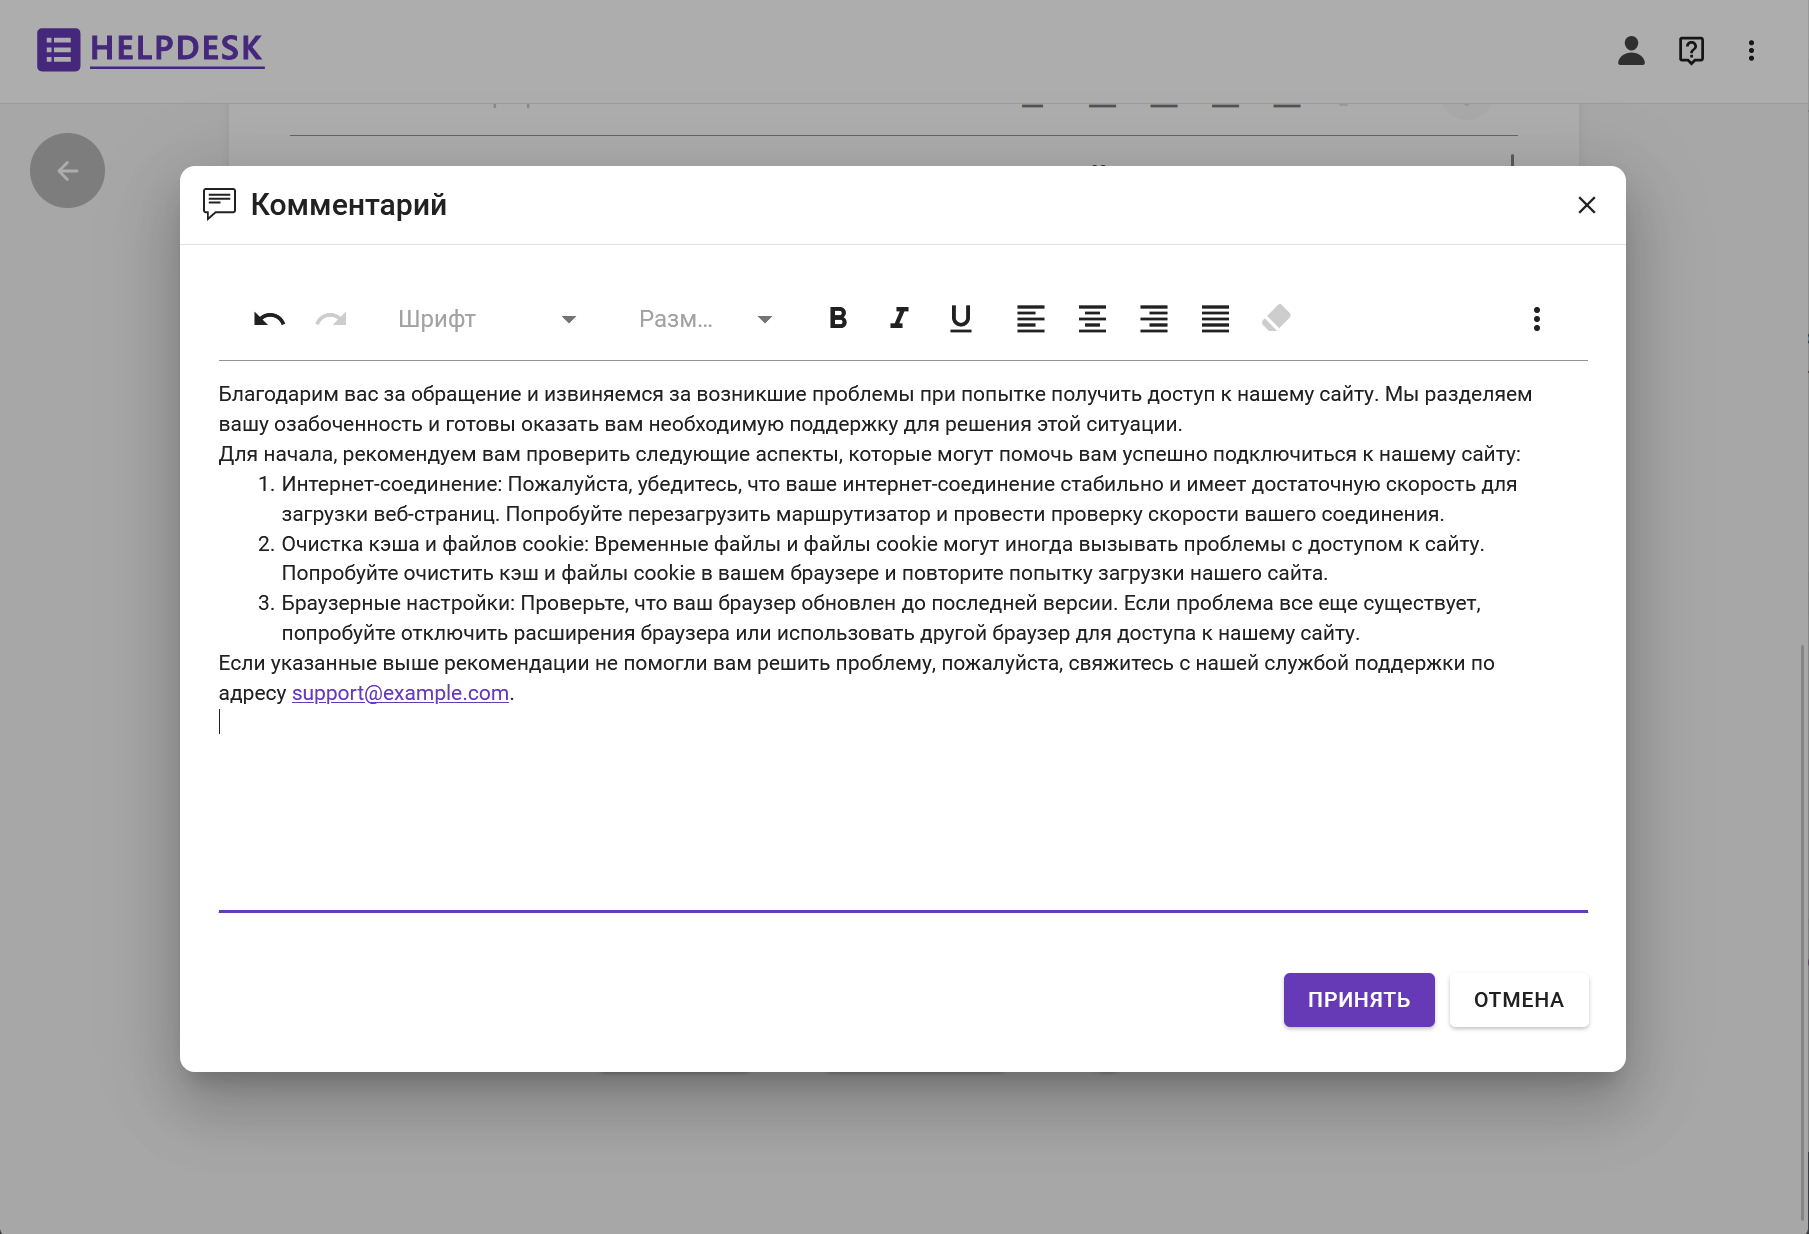 HELPDESK
Комментарий
Шрифт
Разм...
B I U
Благодарим вас за обращение и извиняемся за возникшие проблемы при попытке получить доступ к нашему сайту. Мы разделяем
вашу озабоченность и готовы оказать вам необходимую поддержку для решения этой ситуации.
Для начала, рекомендуем вам проверить следующие аспекты, которые могут помочь вам успешно подключиться к нашему сайту:
1. Интернет-соединение: Пожалуйста, убедитесь, что ваше интернет-соединение стабильно и имеет достаточную скорость для
загрузки веб-страниц. Попробуйте перезагрузить маршрутизатор и провести проверку скорости вашего соединения.
2. Очистка кэша и файлов cookie: Временные файлы и файлы cookie могут иногда вызывать проблемы с доступом к сайту.
Попробуйте очистить кэш и файлы cookie в вашем браузере и повторите попытку загрузки нашего сайта.
3. Браузерные настройки: Проверьте, что ваш браузер обновлен до последней версии. Если проблема все еще существует,
попробуйте отключить расширения браузера или использовать другой браузер для доступа к нашему сайту.
Если указанные выше рекомендации не помогли вам решить проблему, пожалуйста, свяжитесь с нашей службой поддержки по
адресу support@example.com.
ПРИНЯТЬ
ОТМЕНА